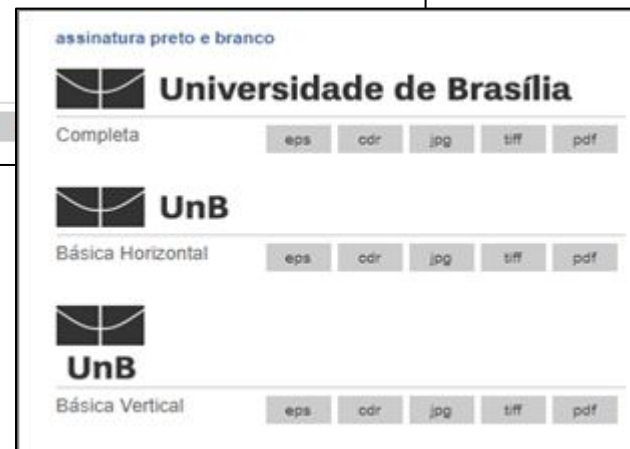 assinatura preto e branco
Universidade de Brasília
Completa eps cdr jpg tiff pdf
UnB
Básica Horizontal eps cdr jpg tiff pdf
UnB
Básica Vertical eps cdr jpg tiff pdf